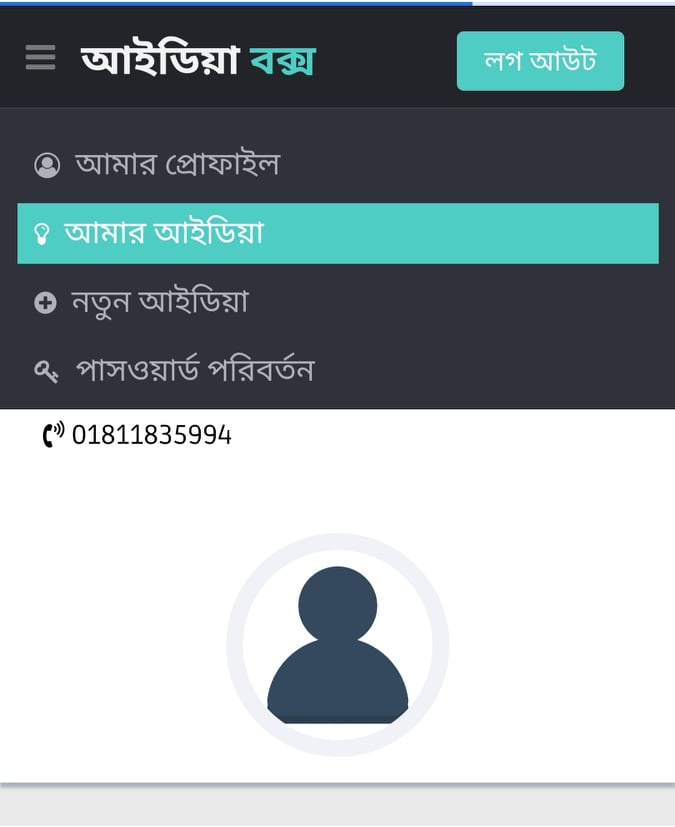 আইডিয়া বক্স লগ আউট
আমার প্রোফাইল
আমার আইডিয়া
নতুন আইডিয়া
পাসওয়ার্ড পরিবর্তন
01811835994